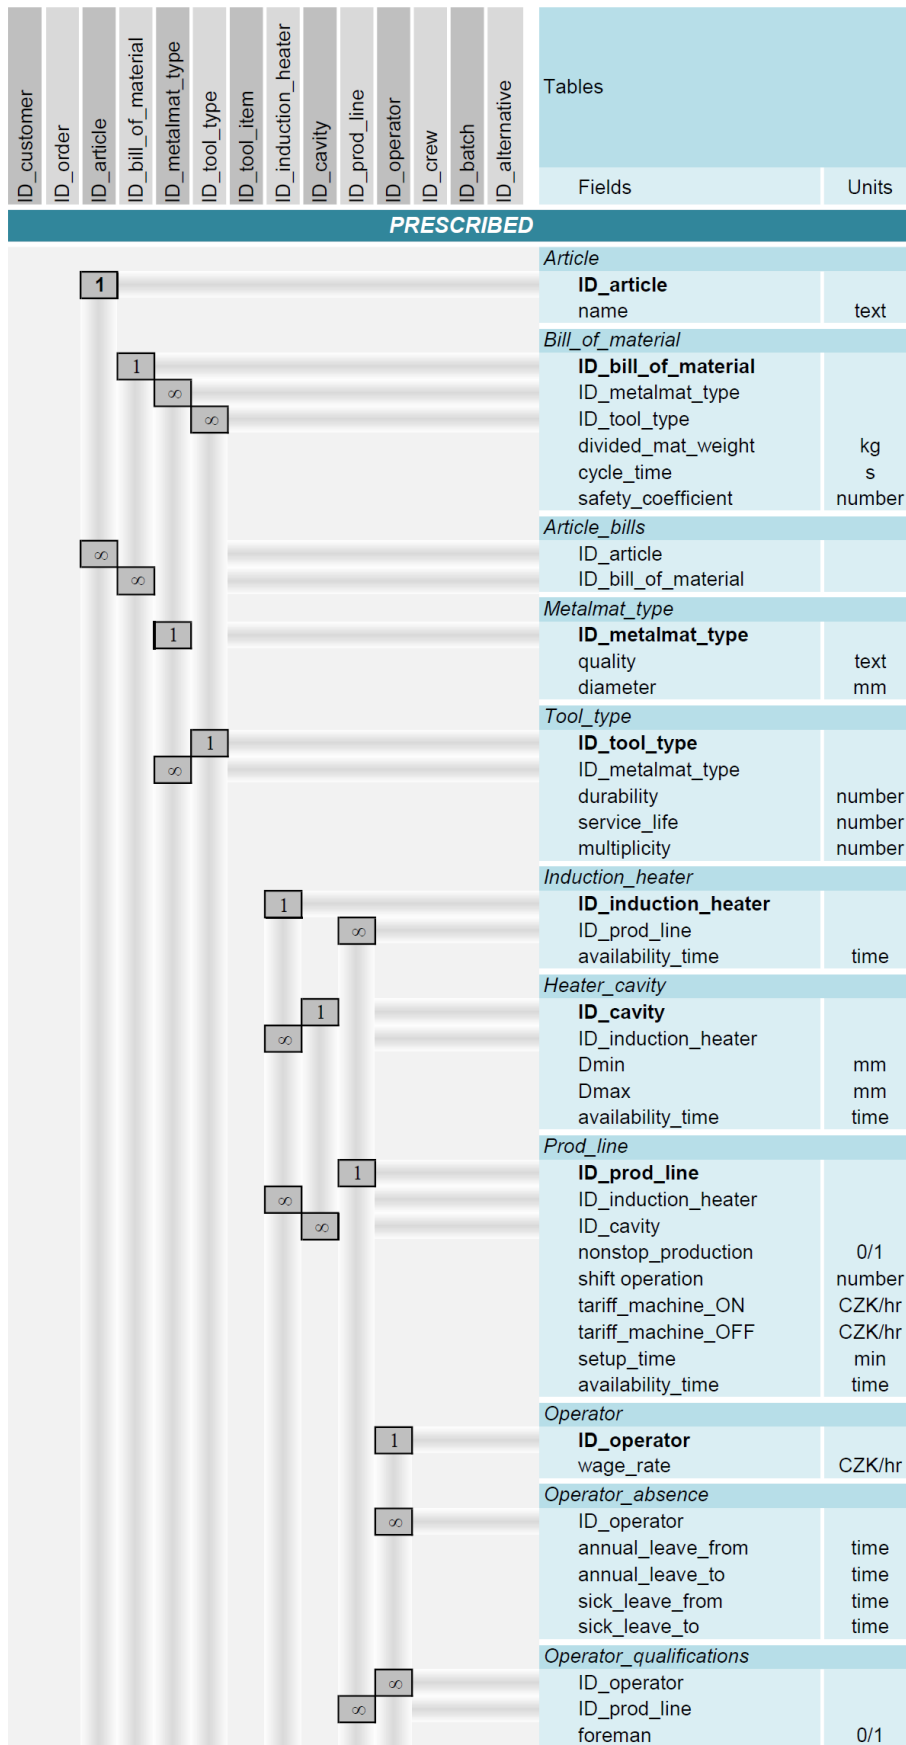 ID_customer
ID_order
ID_article
ID_bill_of_material
ID_metalmat_type
ID_tool_type
ID_tool_item
ID_induction_heater
ID_cavity
ID_prod_line
ID_operator
ID_crew
ID_batch
ID_alternative
Tables
Fields Units
PRESCRIBED
Article
1 ID_article
name text
Bill_of_material
1 ID_bill_of_material
∞ ID_metalmat_type
∞ ID_tool_type
divided_mat_weight kg
cycle_time s
safety_coefficient number
Article_bills
∞ ID_article
∞ ID_bill_of_material
Metalmat_type
1 ID_metalmat_type
quality text
diameter mm
Tool_type
1 ID_tool_type
∞ ID_metalmat_type
durability number
service_life number
multiplicity number
Induction_heater
1 ID_induction_heater
∞ ID_prod_line
availability_time time
Heater_cavity
1 ID_cavity
∞ ID_induction_heater
Dmin mm
Dmax mm
availability_time time
Prod_line
1 ID_prod_line
∞ ID_induction_heater
∞ ID_cavity
nonstop_production 0/1
shift operation number
tariff_machine_ON CZK/hr
tariff_machine_OFF CZK/hr
setup_time min
availability_time time
Operator
1 ID_operator
wage_rate CZK/hr
Operator_absence
∞ ID_operator
annual_leave_from time
annual_leave_to time
sick_leave_from time
sick_leave_to time
Operator_qualifications
∞ ID_operator
∞ ID_prod_line
foreman 0/1